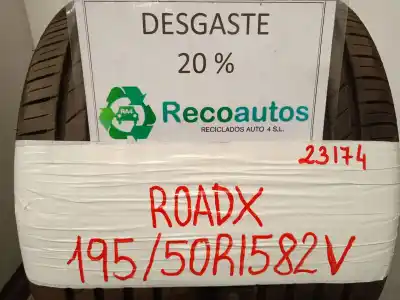 DESGASTE
20 %
Recoautos
RECICLADOS AUTO 4 S.L.
23174
ROADX
195/50R1582V